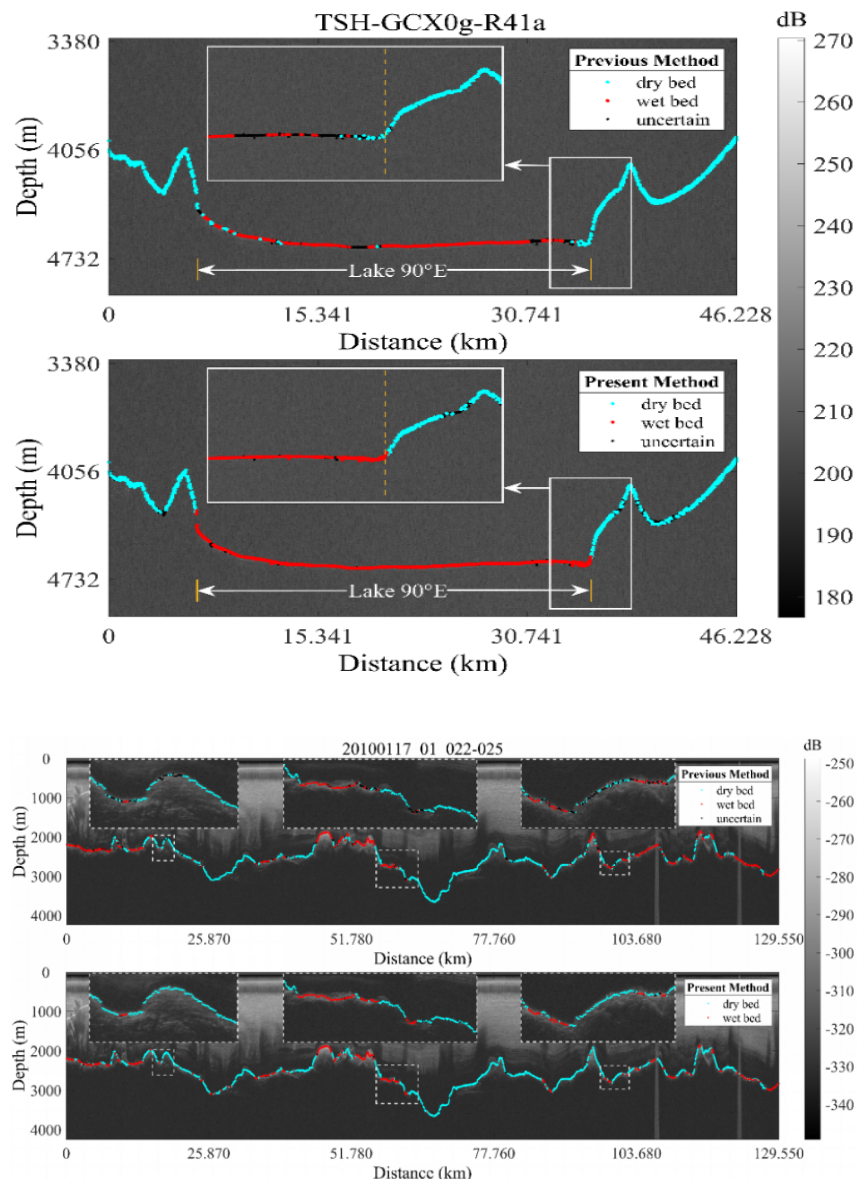 TSH-GCX0g-R41a
dB
3380
4056
4732
Depth (m)
Previous Method
dry bed
wet bed
uncertain
Lake 90°E
0 15.341 30.741 46.228
Distance (km)
3380
4056
4732
Depth (m)
Present Method
dry bed
wet bed
uncertain
Lake 90°E
0 15.341 30.741 46.228
Distance (km)
270
260
250
240
230
220
210
200
190
180
20100117_01_022-025
dB
0
1000
2000
3000
4000
Depth (m)
Previous Method
dry bed
wet bed
uncertain
0 25.870 51.780 77.760 103.680 129.550
Distance (km)
0
1000
2000
3000
4000
Depth (m)
Present Method
dry bed
wet bed
0 25.870 51.780 77.760 103.680 129.550
Distance (km)
-250
-260
-270
-280
-290
-300
-310
-320
-330
-340